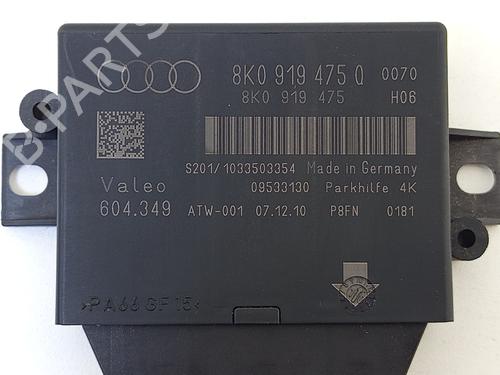 8K0 919 475 Q 0070
8K0 919 475 H06
S201/1033503354 Made in Germany
Valeo 09533130 Parkhilfe 4K
604.349 ATW-001 07.12.10 P8FN 0181
>PA66 GF15<
B-PARTS